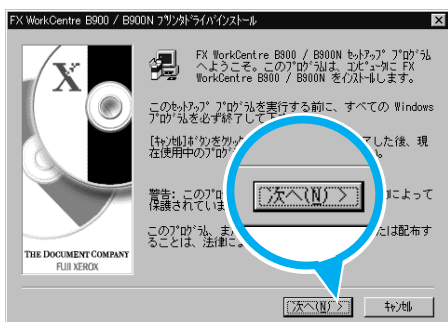 FX WorkCentre B900 / B900N プリンタドライバインストール
X
FX WorkCentre B900 / B900N セットアップ プログラム
へようこそ。このプログラムは、コンピュータに FX
WorkCentre B900 / B900N をインストールします。
このセットアップ プログラムを実行する前に、すべての Windows
プログラムを必ず終了して下
[キャンセル]ボタンをクリッ した後、現
在使用中のプログ 。
警告: このプロ によって
保護されていま
このプログラム、ま たは配布す
ることは、法律に
次へ(N) >
THE DOCUMENT COMPANY
FUJI XEROX
次へ(N) >
キャンセル